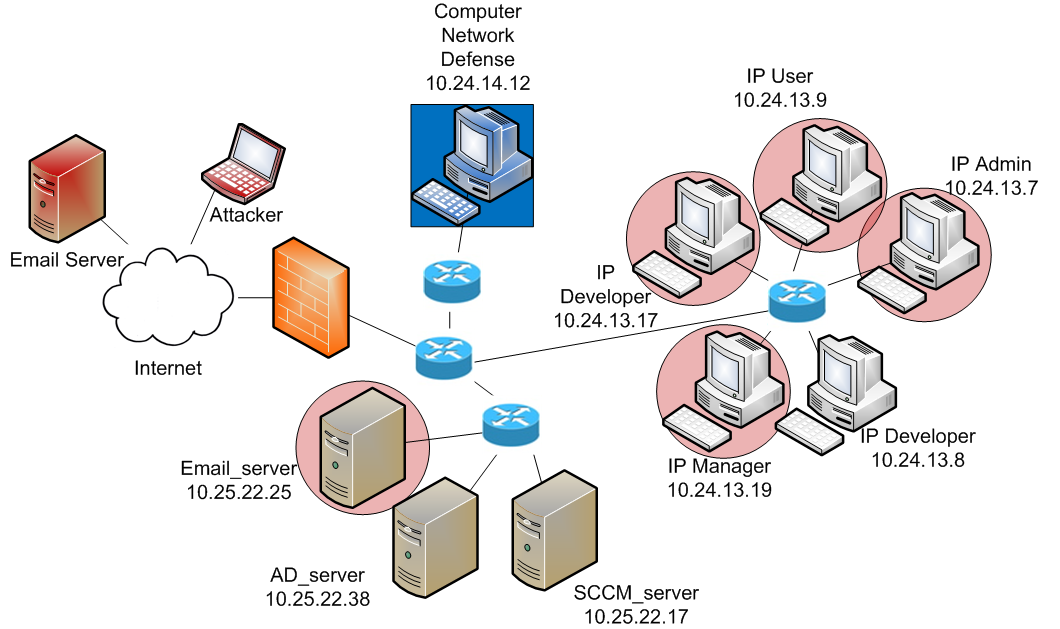 Computer
Network
Defense
10.24.14.12
IP User
10.24.13.9
IP Admin
10.24.13.7
Attacker
Email Server
IP
Developer
10.24.13.17
Internet
IP Developer
10.24.13.8
IP Manager
10.24.13.19
Email_server
10.25.22.25
AD_server
10.25.22.38
SCCM_server
10.25.22.17